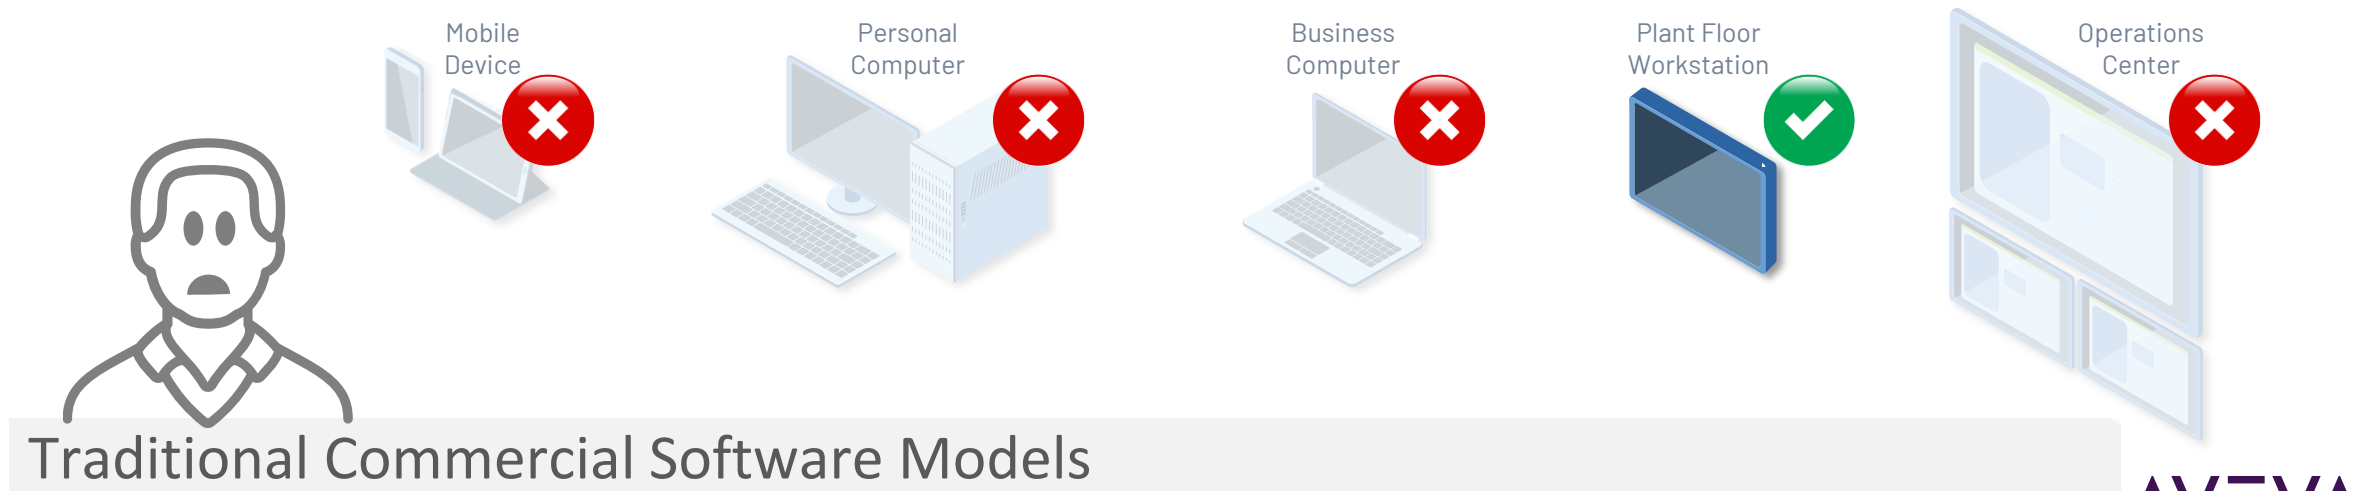 Mobile
Device
Personal
Computer
Business
Computer
Plant Floor
Workstation
Operations
Center
Traditional Commercial Software Models